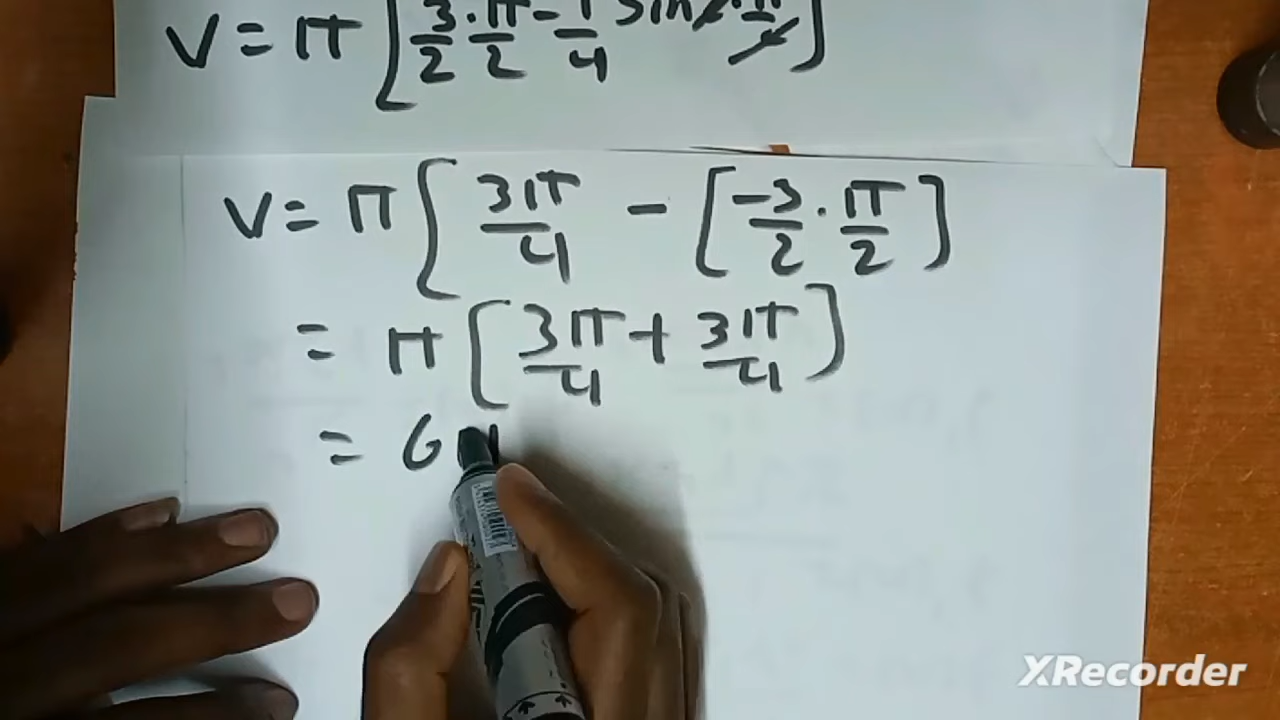 V = π [ 3/2 · π/2 - 1/4 sin
V = π [ 3π/4 - [ -3/2 · π/2 ]
= π [ 3π/4 + 3π/4 ]
= 6
XRecorder